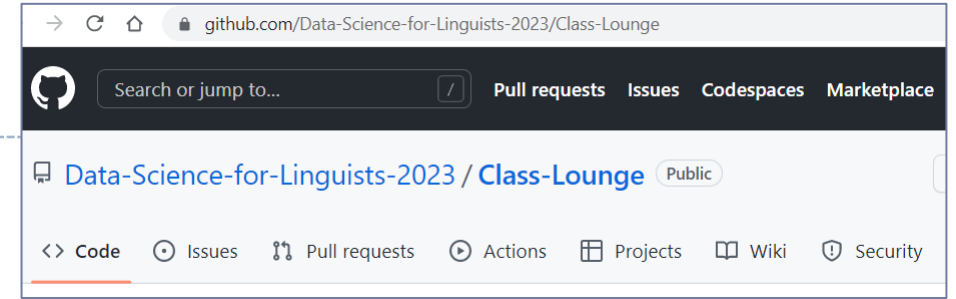 github.com/Data-Science-for-Linguists-2023/Class-Lounge
Search or jump to... / Pull requests Issues Codespaces Marketplace
Data-Science-for-Linguists-2023 / Class-Lounge Public
<> Code Issues Pull requests Actions Projects Wiki Security